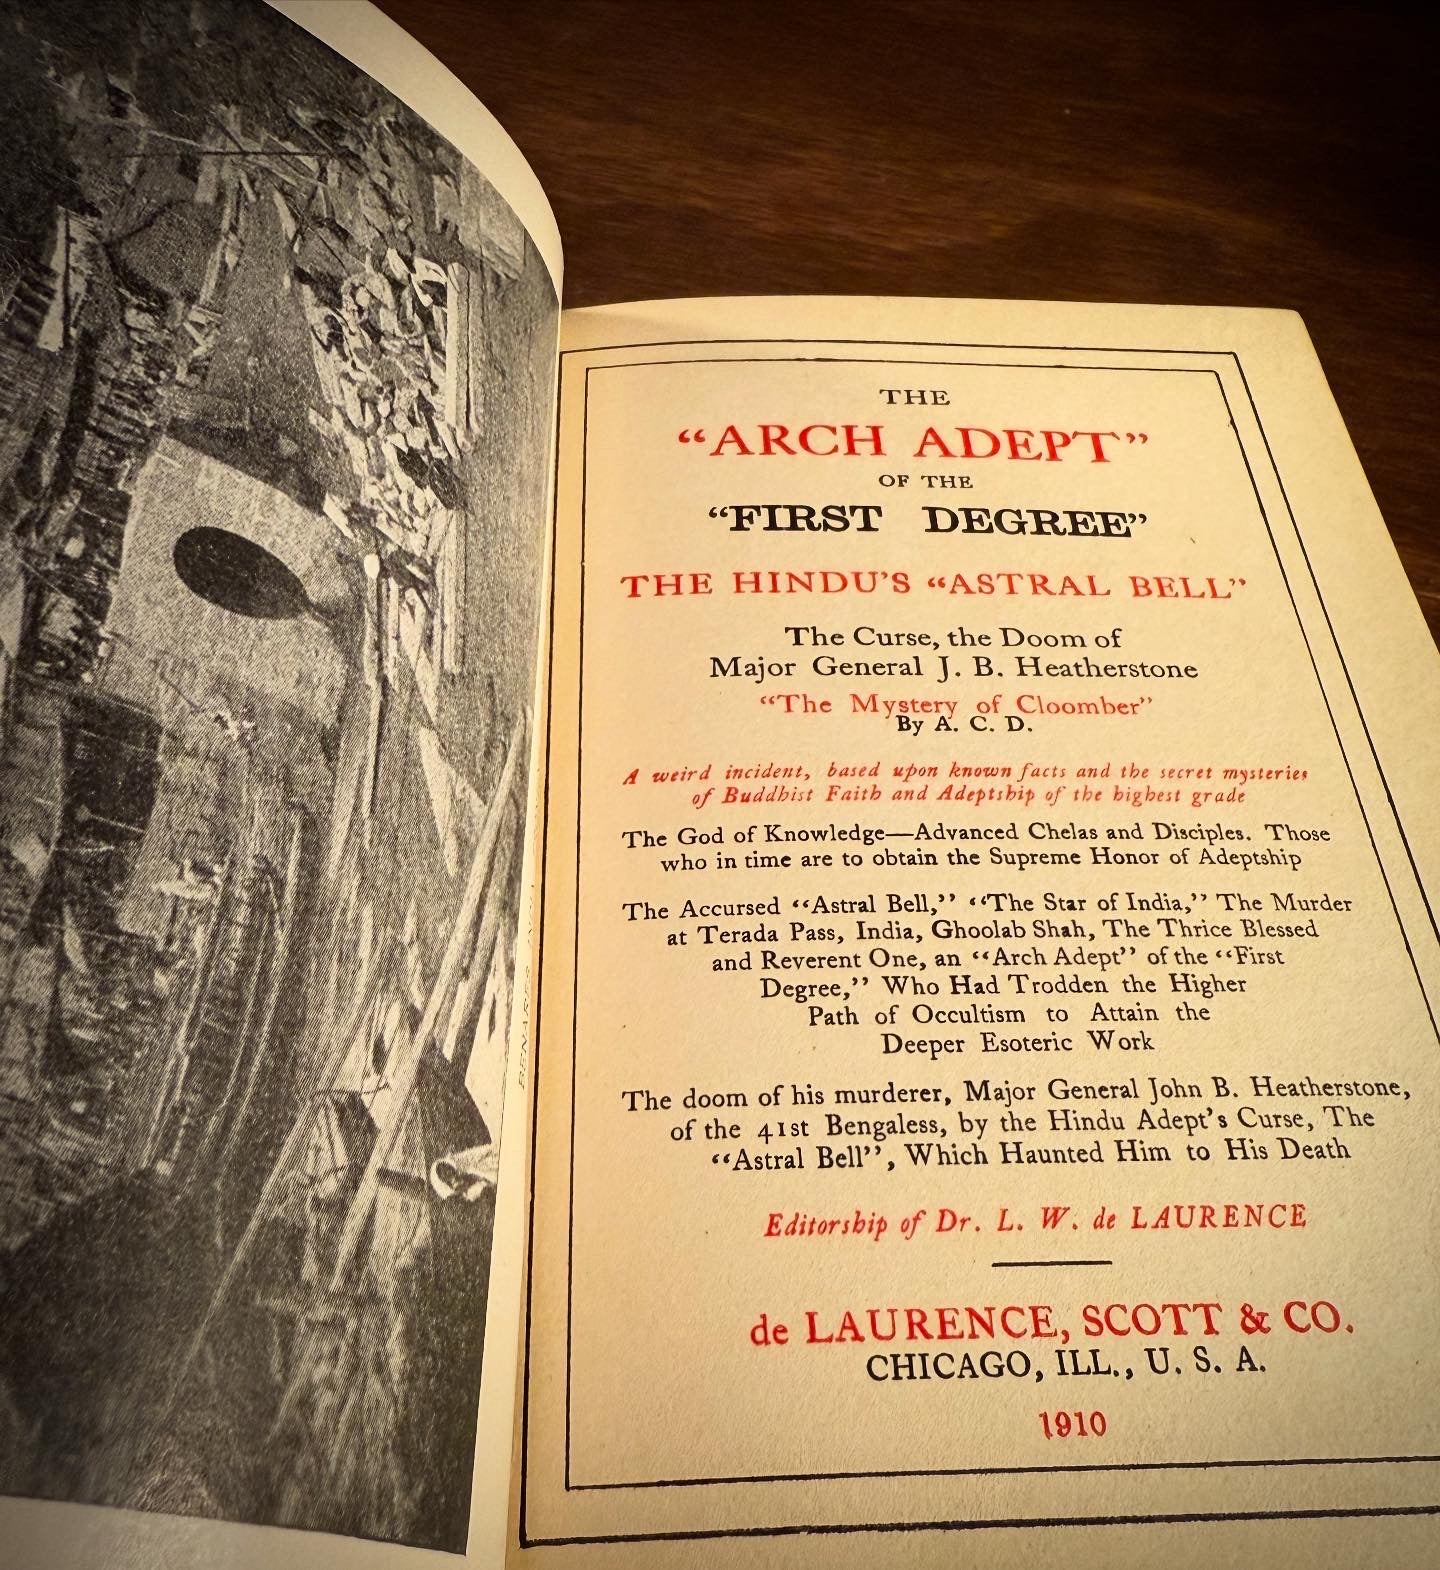 THE
“ARCH ADEPT”
OF THE
“FIRST DEGREE”
THE HINDU'S “ASTRAL BELL”
The Curse, the Doom of
Major General J. B. Heatherstone
“The Mystery of Cloomber”
By A. C. D.
A weird incident, based upon known facts and the secret mysteries
of Buddhist Faith and Adeptship of the highest grade
The God of Knowledge—Advanced Chelas and Disciples. Those
who in time are to obtain the Supreme Honor of Adeptship
The Accursed “Astral Bell,” “The Star of India,” The Murder
at Terada Pass, India, Ghoolab Shah, The Thrice Blessed
and Reverent One, an “Arch Adept” of the “First
Degree,” Who Had Trodden the Higher
Path of Occultism to Attain the
Deeper Esoteric Work
The doom of his murderer, Major General John B. Heatherstone,
of the 41st Bengaless, by the Hindu Adept's Curse, The
“Astral Bell”, Which Haunted Him to His Death
Editorship of Dr. L. W. de LAURENCE
de LAURENCE, SCOTT & CO.
CHICAGO, ILL., U. S. A.
1910